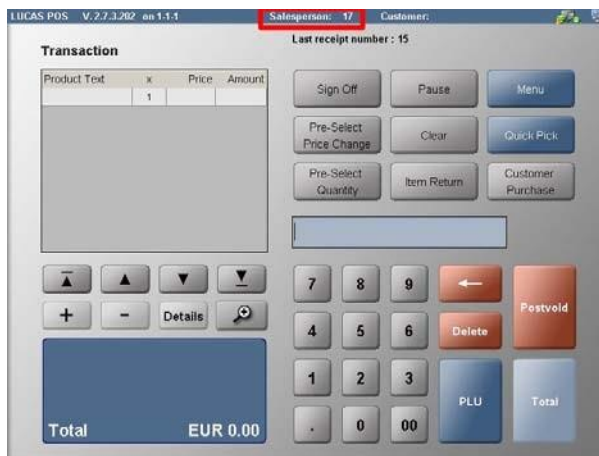 LUCAS POS V.2.7.3.202 on 1-1-1 Salesperson: 17 Customer:
Last receipt number : 15
Transaction
Product Text x Price Amount
1
Sign Off Pause Menu
Pre-Select Price Change Clear Quick Pick
Pre-Select Quantity Item Return Customer Purchase
7 8 9 ←
+ - Details Postvoid
4 5 6 Delete
1 2 3
PLU Total
Total EUR 0.00
. 0 00